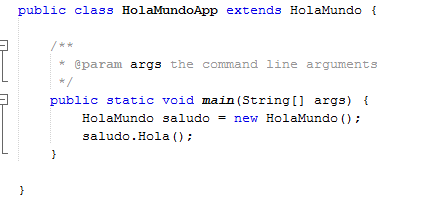 public class HolaMundoApp extends HolaMundo {
/**
* @param args the command line arguments
*/
public static void main(String[] args) {
HolaMundo saludo = new HolaMundo();
saludo.Hola();
}
}